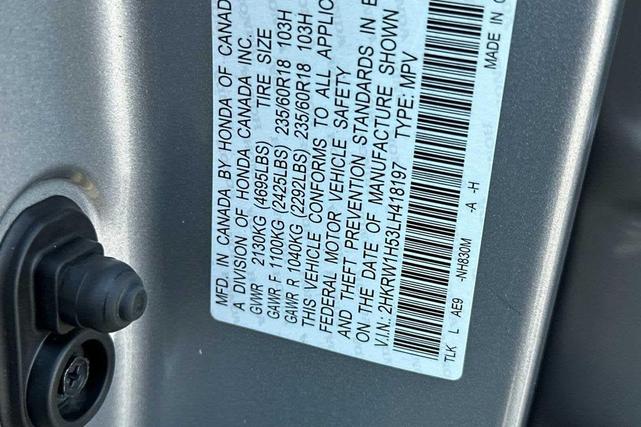 MFD. IN CANADA BY HONDA OF CANAD
A DIVISION OF HONDA CANADA INC.
GVWR 2130KG (4695LBS) TIRE SIZE
GAWR F 1100KG (2425LBS) 235/60R18 103H
GAWR R 1040KG (2292LBS) 235/60R18 103H
THIS VEHICLE CONFORMS TO ALL APPLIC
FEDERAL MOTOR VEHICLE SAFETY
AND THEFT PREVENTION STANDARDS IN E
ON THE DATE OF MANUFACTURE SHOWN
V.I.N: 2HKRW1H53LH418197 TYPE: MPV
TLK L AE9 -NH830M -A -H MADE IN C